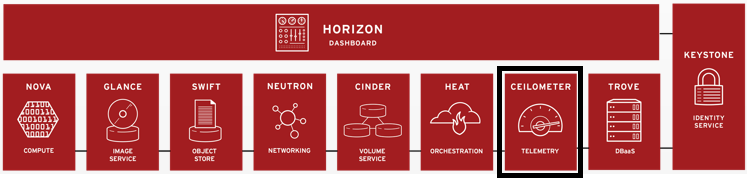 HORIZON
DASHBOARD
KEYSTONE
IDENTITY
SERVICE
NOVA
COMPUTE
GLANCE
IMAGE
SERVICE
SWIFT
OBJECT
STORE
NEUTRON
NETWORKING
CINDER
VOLUME
SERVICE
HEAT
ORCHESTRATION
CEILOMETER
TELEMETRY
TROVE
DBaaS